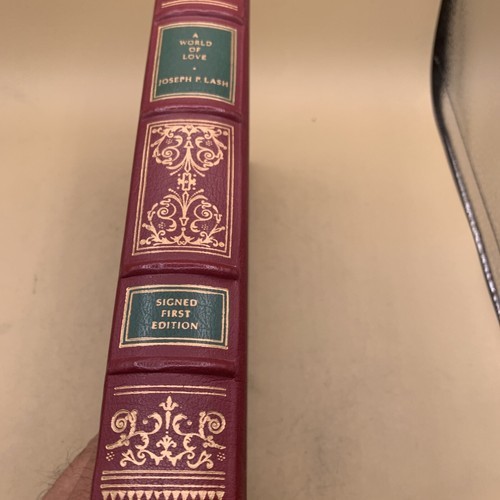 A
WORLD
OF
LOVE
•
JOSEPH P. LASH
SIGNED
FIRST
EDITION